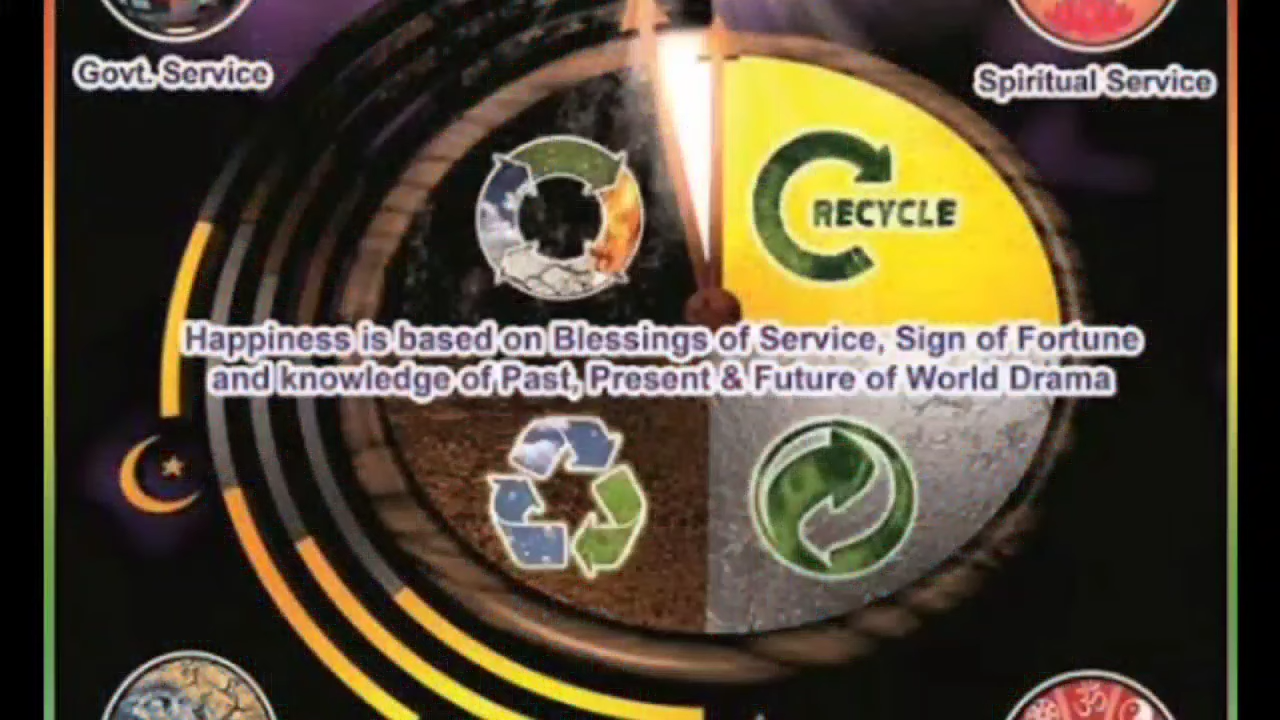 Govt. Service
Spiritual Service
RECYCLE
Happiness is based on Blessings of Service, Sign of Fortune
and knowledge of Past, Present & Future of World Drama
ॐ